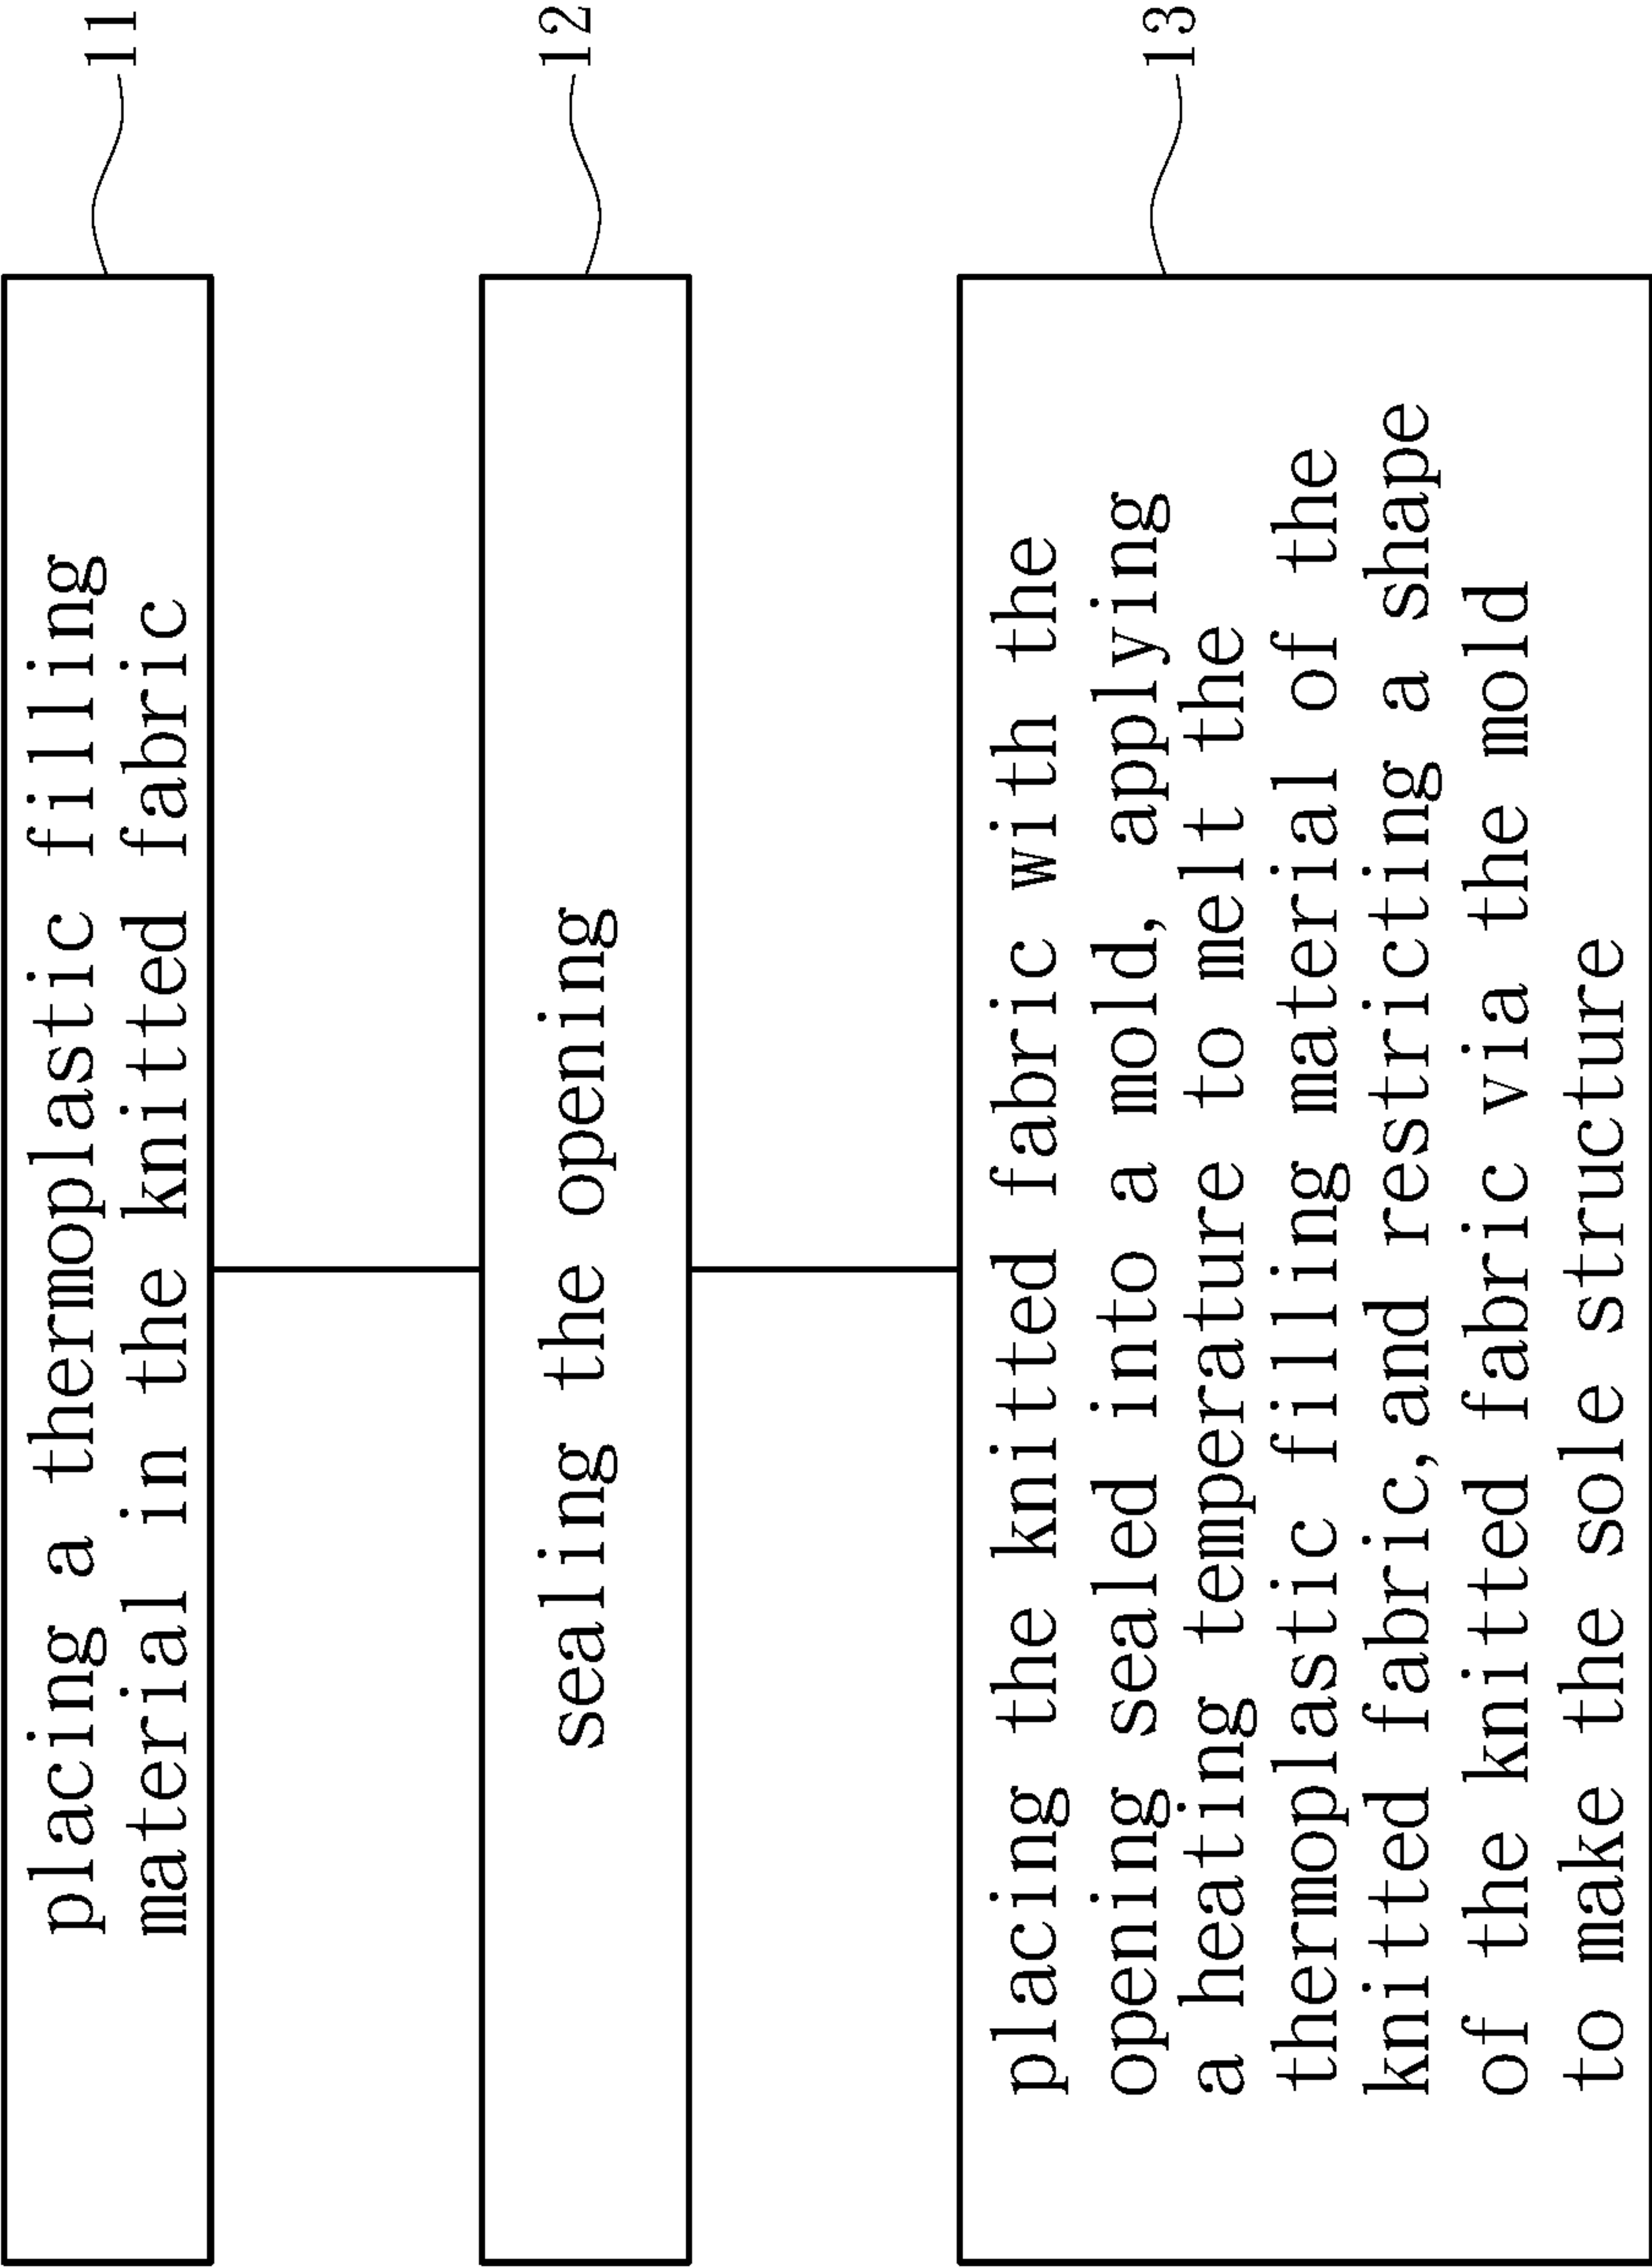 placing a thermoplastic filling
material in the knitted fabric
11
sealing the opening
12
placing the knitted fabric with the
opening sealed into a mold, applying
a heating temperature to melt the
thermoplastic filling material of the
knitted fabric, and restricting a shape
of the knitted fabric via the mold
to make the sole structure
13